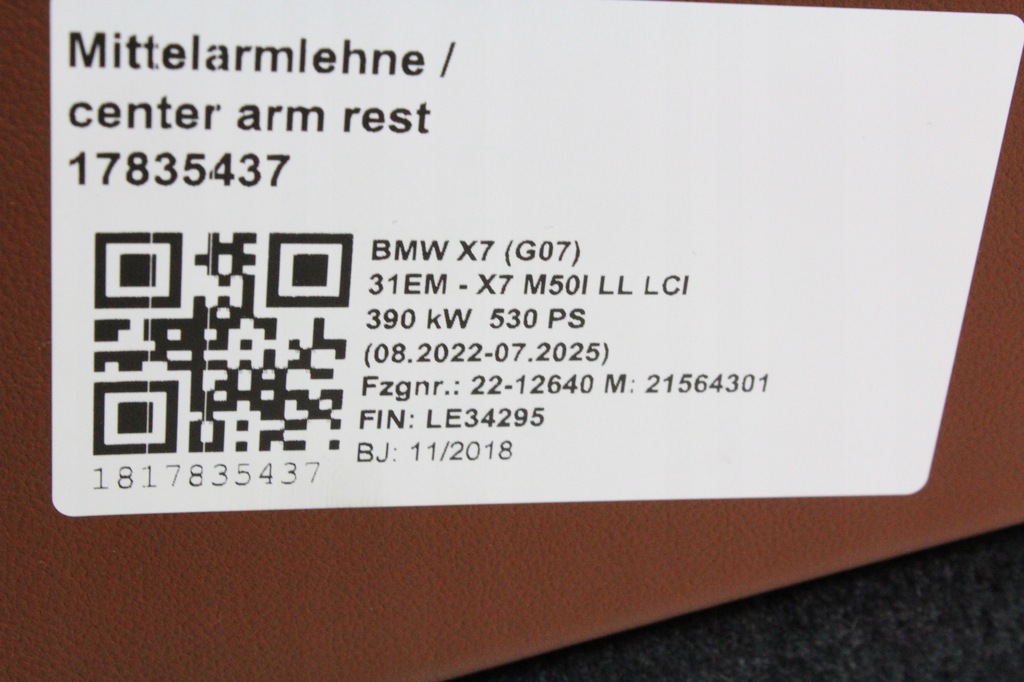 Mittelarmlehne /
center arm rest
17835437
BMW X7 (G07)
31EM - X7 M50I LL LCI
390 kW 530 PS
(08.2022-07.2025)
Fzgnr.: 22-12640 M: 21564301
FIN: LE34295
BJ: 11/2018
1817835437